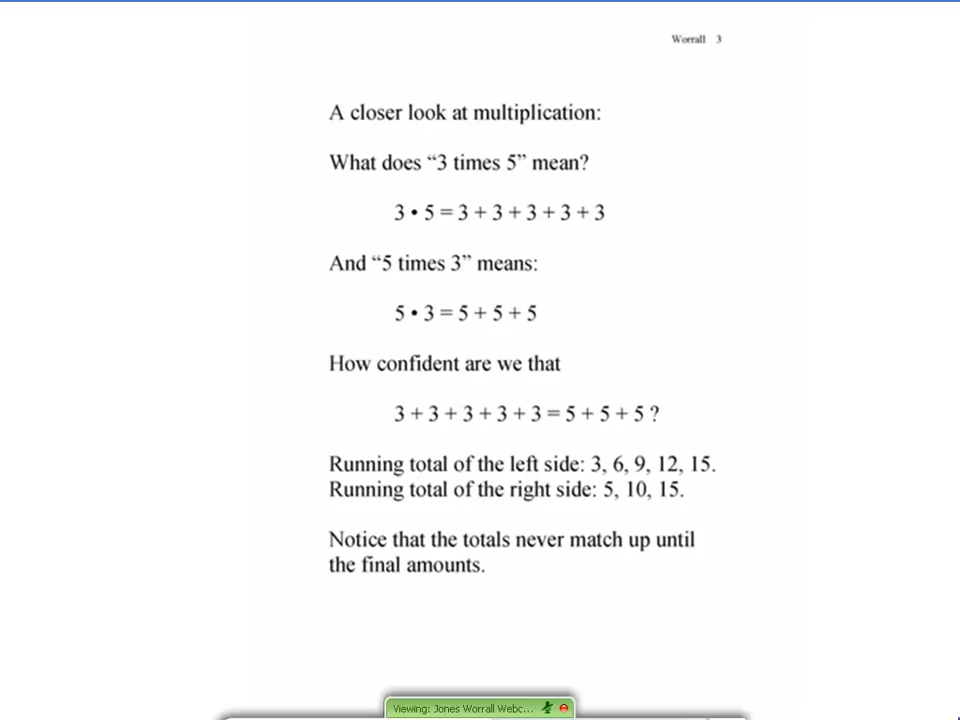 Worrall 3
A closer look at multiplication:
What does “3 times 5” mean?
3 • 5 = 3 + 3 + 3 + 3 + 3
And “5 times 3” means:
5 • 3 = 5 + 5 + 5
How confident are we that
3 + 3 + 3 + 3 + 3 = 5 + 5 + 5 ?
Running total of the left side: 3, 6, 9, 12, 15.
Running total of the right side: 5, 10, 15.
Notice that the totals never match up until
the final amounts.
Viewing: Jones Worrall Webc...